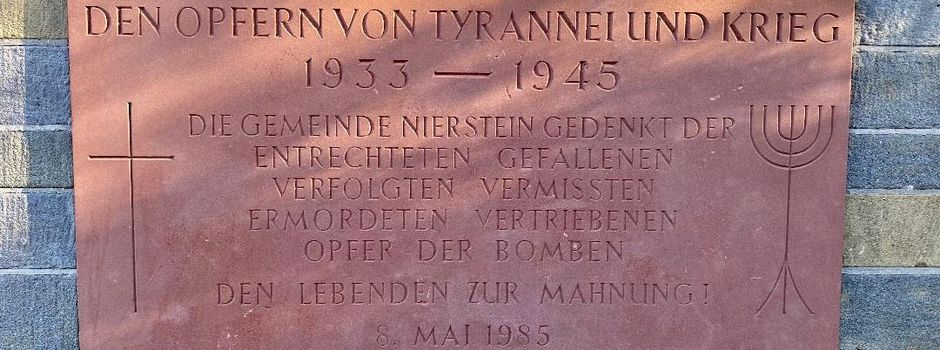 DEN OPFERN VON TYRANNEI UND KRIEG
1933 — 1945
DIE GEMEINDE NIERSTEIN GEDENKT DER
ENTRECHTETEN GEFALLENEN
VERFOLGTEN VERMISSTEN
ERMORDETEN VERTRIEBENEN
OPFER DER BOMBEN
DEN LEBENDEN ZUR MAHNUNG!
8. MAI 1985